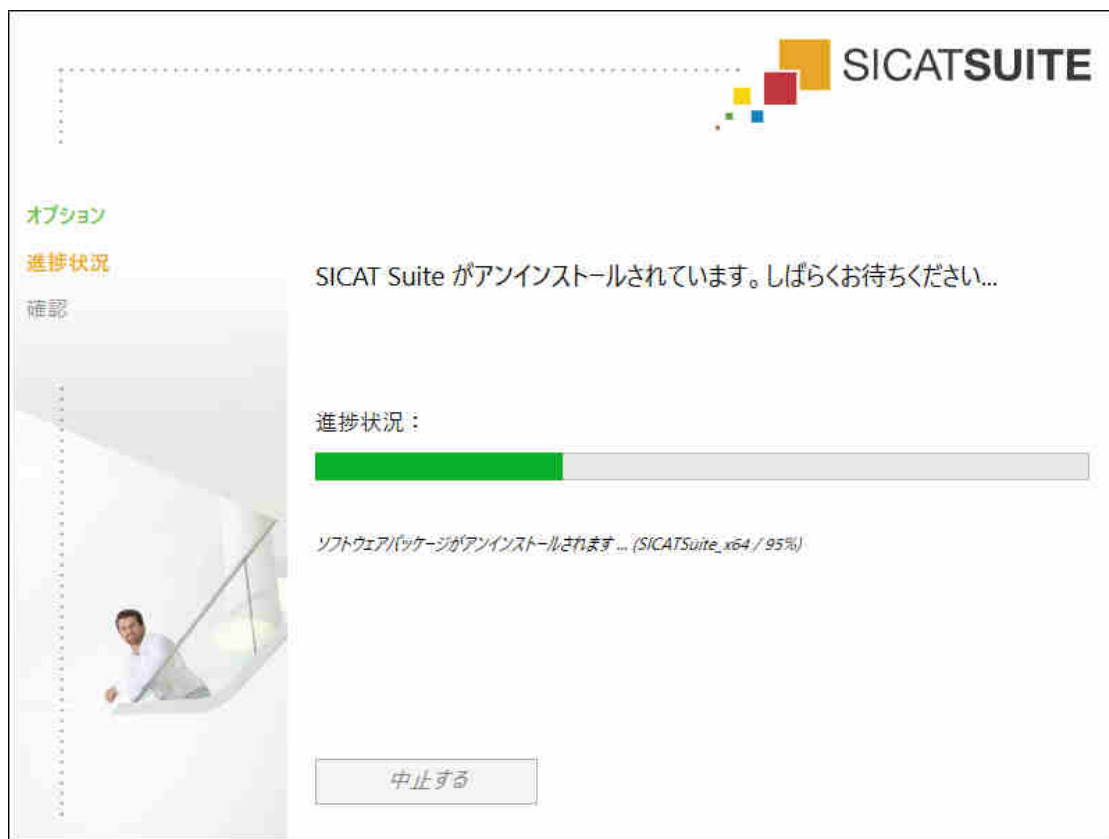 SICATSUITE
オプション
進捗状況
確認
SICAT Suite がアンインストールされています。しばらくお待ちください...
進捗状況：
ソフトウェアパッケージがアンインストールされます ... (SICATSuite_x64 / 95%)
中止する